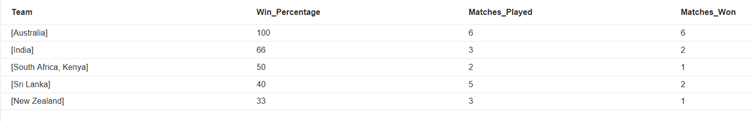 Team Win_Percentage Matches_Played Matches_Won
[Australia] 100 6 6
[India] 66 3 2
[South Africa, Kenya] 50 2 1
[Sri Lanka] 40 5 2
[New Zealand] 33 3 1